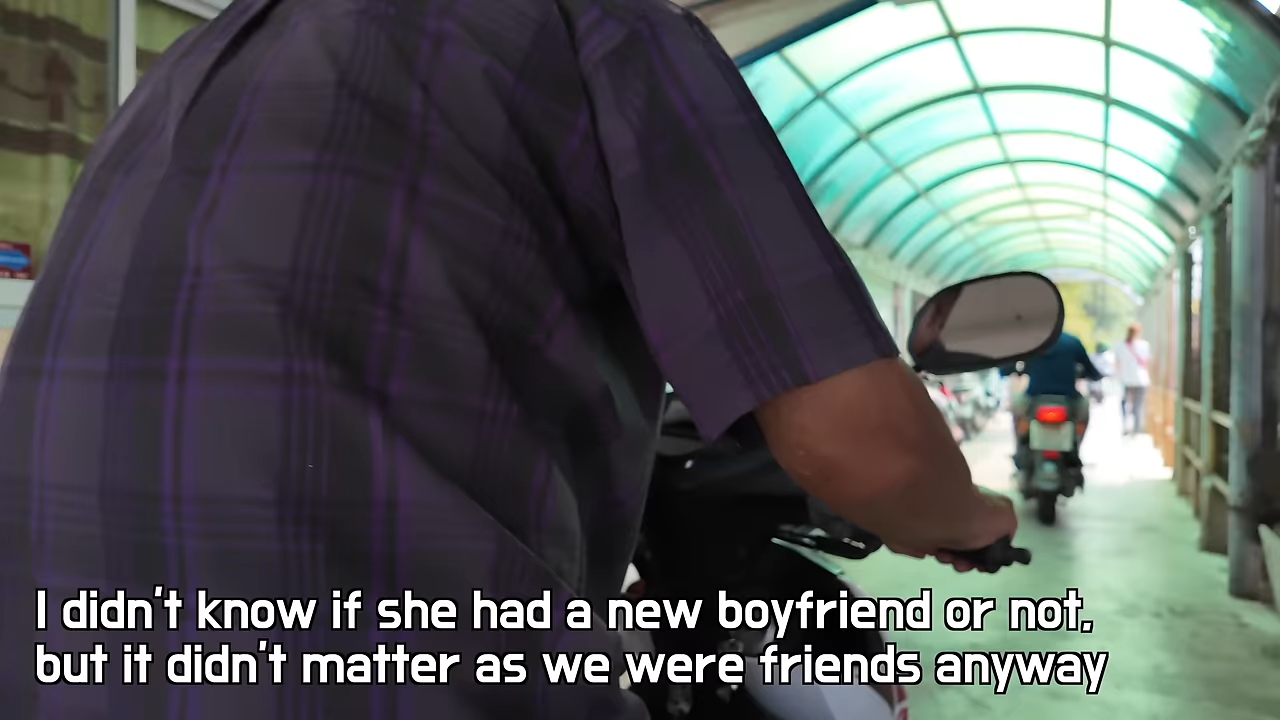 I didn't know if she had a new boyfriend or not,
but it didn't matter as we were friends anyway